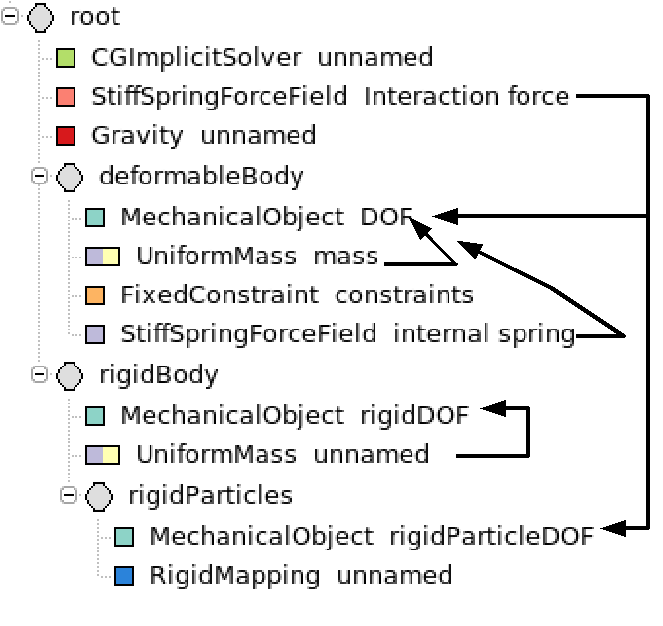 root
CGImplicitSolver unnamed
StiffSpringForceField Interaction force
Gravity unnamed
deformableBody
MechanicalObject DOF
UniformMass mass
FixedConstraint constraints
StiffSpringForceField internal spring
rigidBody
MechanicalObject rigidDOF
UniformMass unnamed
rigidParticles
MechanicalObject rigidParticleDOF
RigidMapping unnamed